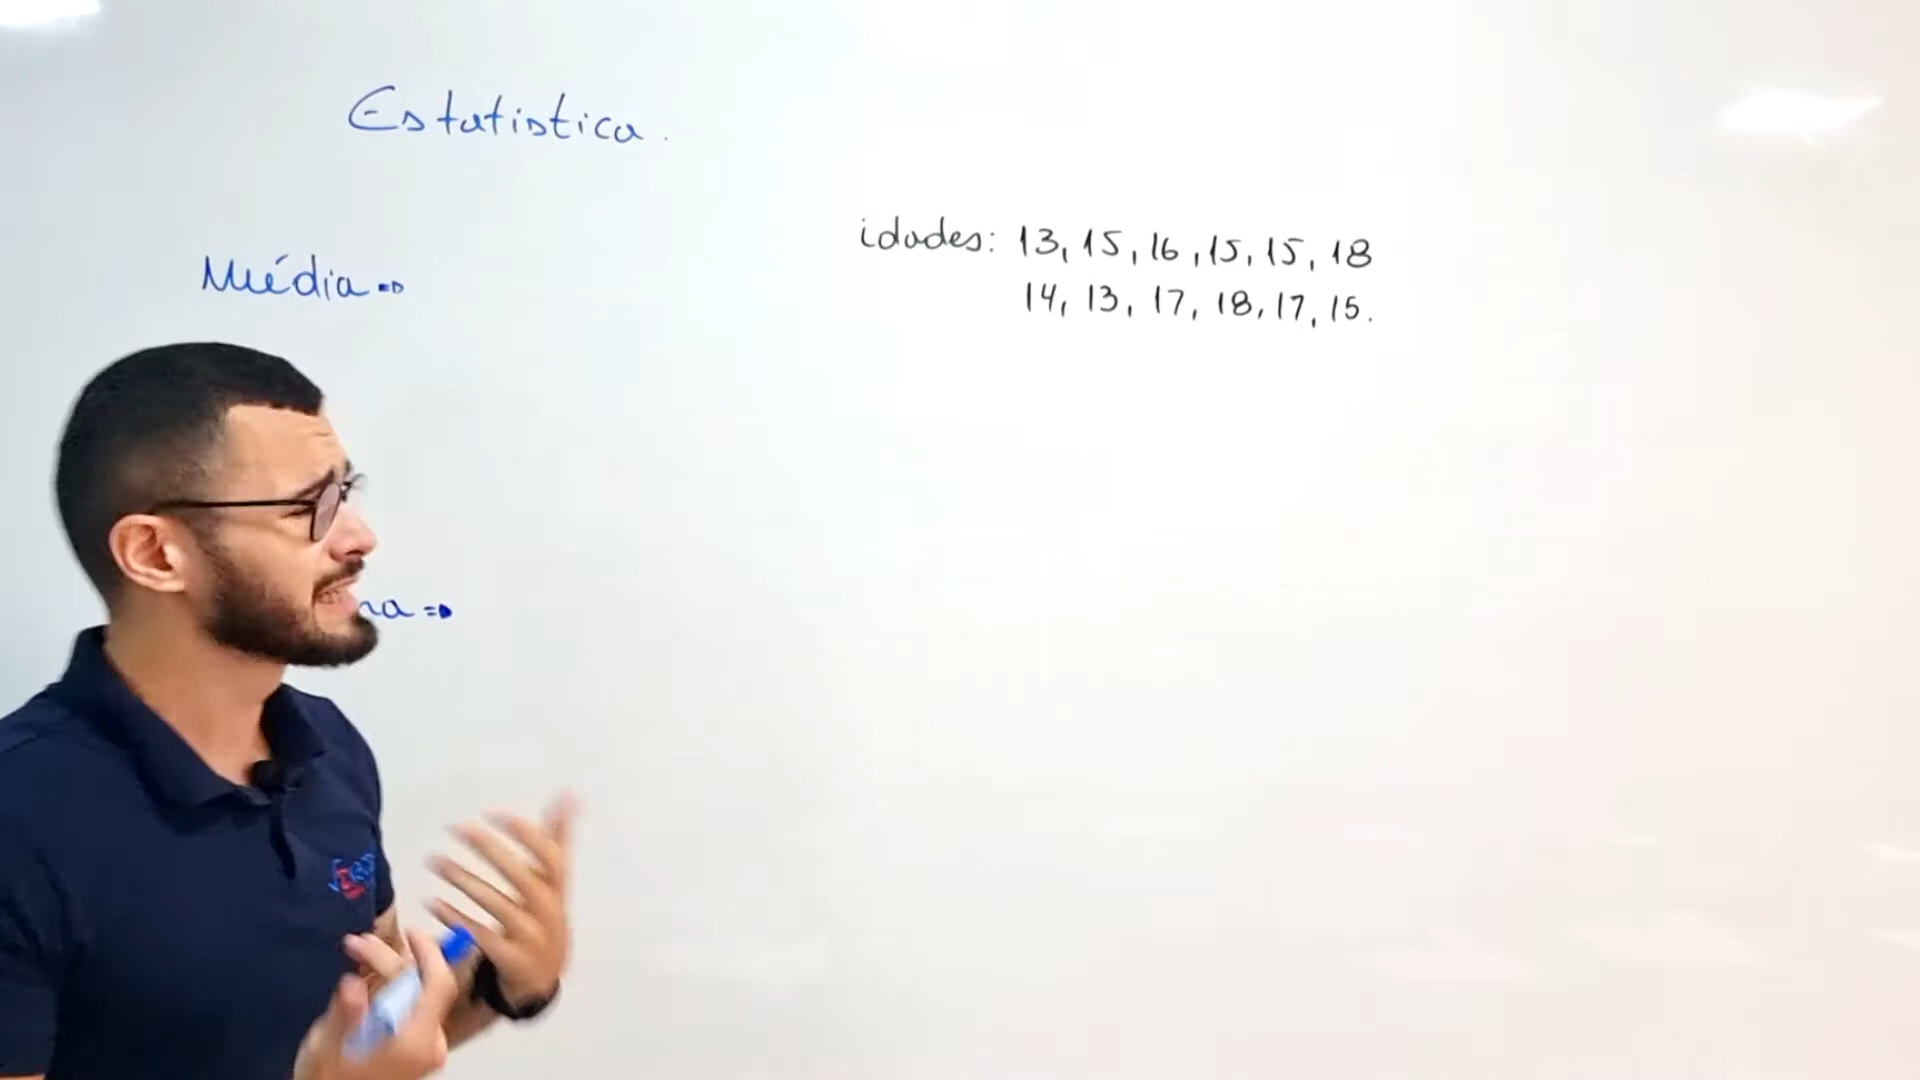 Estatistica.
idades: 13, 15, 16, 15, 15, 18
14, 13, 17, 18, 17, 15.
Média =>